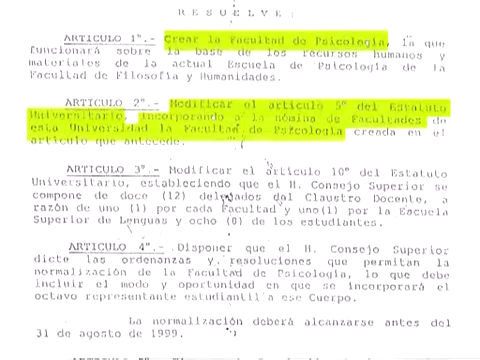 R E S U E L V E :
ARTICULO 1º.- Crear la Facultad de Psicología, la que
funcionará sobre la base de los recursos humanos y
materiales de la actual Escuela de Psicología de la
Facultad de Filosofía y Humanidades.
ARTICULO 2º.- Modificar el artículo 5º del Estatuto
Universitario, incorporando a la nómina de Facultades de
esta Universidad la Facultad de Psicología creada en el
artículo que antecede.
ARTICULO 3º.- Modificar el artículo 10º del Estatuto
Universitario, estableciendo que el H. Consejo Superior se
compone de doce (12) delegados del Claustro Docente, a
razón de uno (1) por cada Facultad y uno(1) por la Escuela
Superior de Lenguas y ocho (8) de los estudiantes.
ARTICULO 4º.- Disponer que el H. Consejo Superior
dicte las ordenanzas y resoluciones que permitan la
normalización de la Facultad de Psicología, lo que debe
incluir el modo y oportunidad en que se incorporará el
octavo representante estudiantil a ese Cuerpo.
La normalización deberá alcanzarse antes del
31 de agosto de 1999.